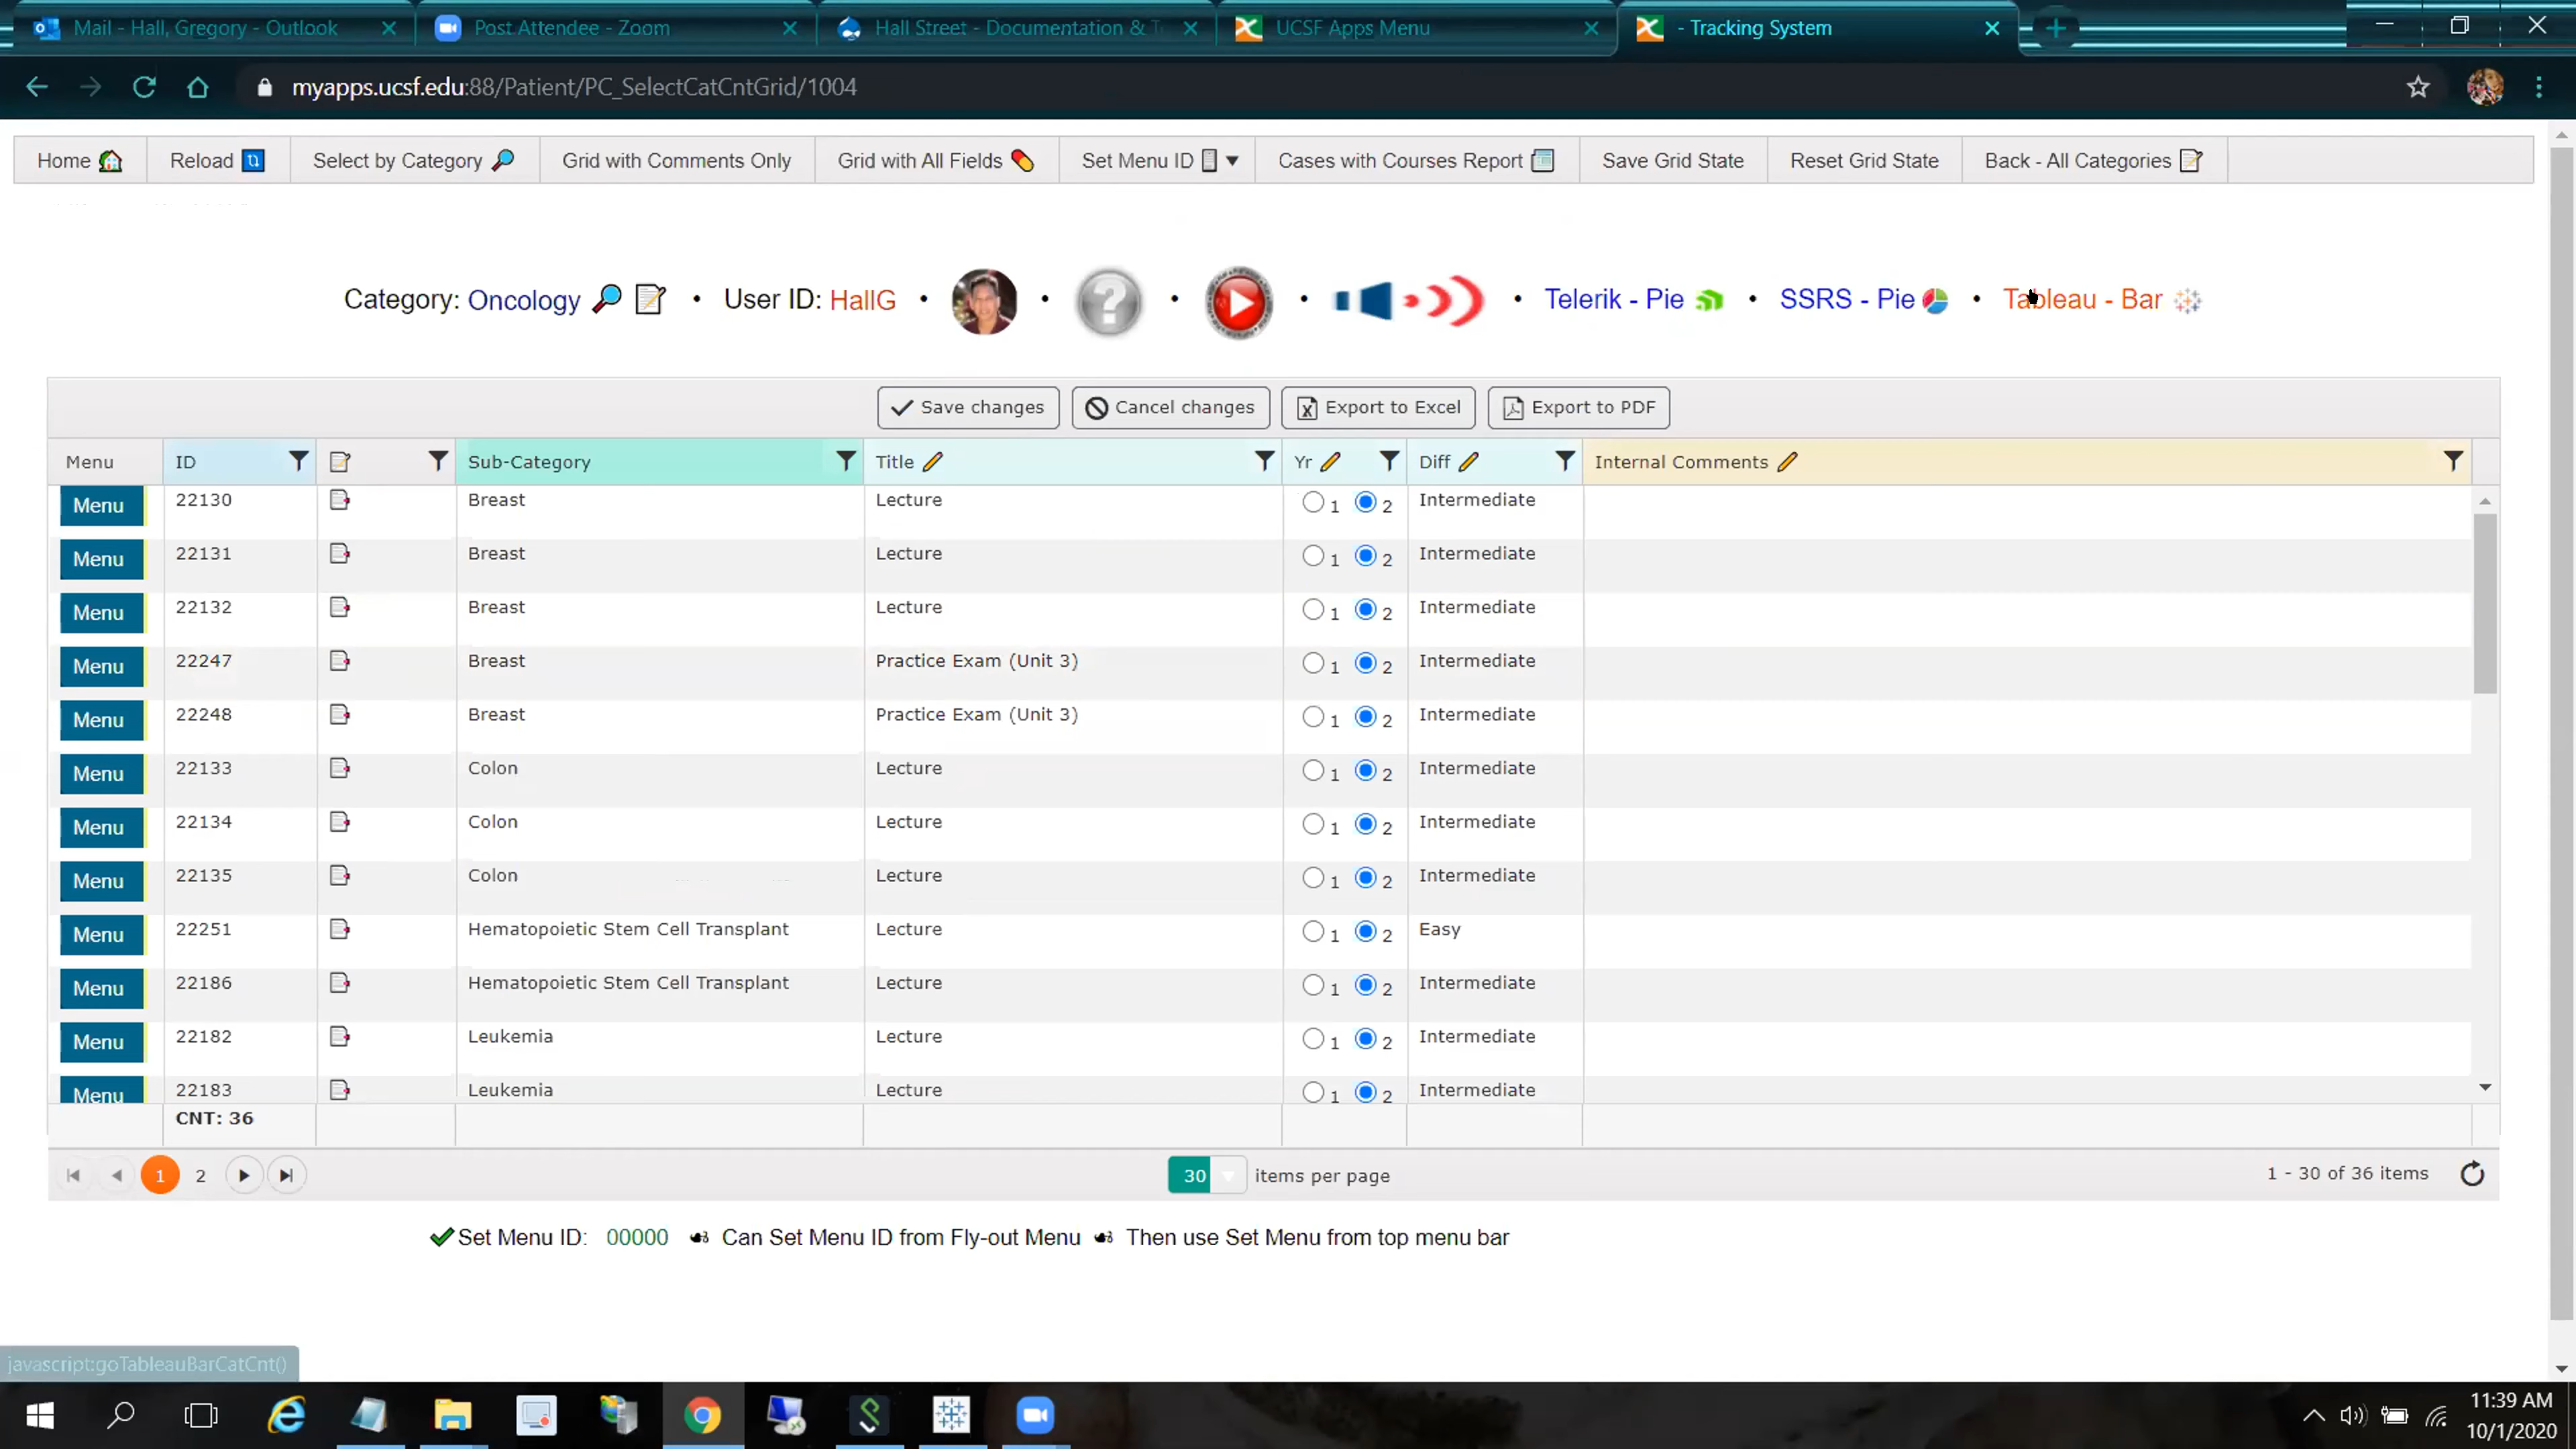 Mail - Hall, Gregory - Outlook
Post Attendee - Zoom
Hall Street - Documentation & T
UCSF Apps Menu
- Tracking System
myapps.ucsf.edu:88/Patient/PC_SelectCatCntGrid/1004
Home
Reload
Select by Category
Grid with Comments Only
Grid with All Fields
Set Menu ID
Cases with Courses Report
Save Grid State
Reset Grid State
Back - All Categories
Category: Oncology • User ID: HallG • • • • Telerik - Pie • SSRS - Pie • Tableau - Bar
Save changes Cancel changes Export to Excel Export to PDF
Menu ID Sub-Category Title Yr Diff Internal Comments
Menu 22130 Breast Lecture 1 2 Intermediate
Menu 22131 Breast Lecture 1 2 Intermediate
Menu 22132 Breast Lecture 1 2 Intermediate
Menu 22247 Breast Practice Exam (Unit 3) 1 2 Intermediate
Menu 22248 Breast Practice Exam (Unit 3) 1 2 Intermediate
Menu 22133 Colon Lecture 1 2 Intermediate
Menu 22134 Colon Lecture 1 2 Intermediate
Menu 22135 Colon Lecture 1 2 Intermediate
Menu 22251 Hematopoietic Stem Cell Transplant Lecture 1 2 Easy
Menu 22186 Hematopoietic Stem Cell Transplant Lecture 1 2 Intermediate
Menu 22182 Leukemia Lecture 1 2 Intermediate
Menu 22183 Leukemia Lecture 1 2 Intermediate
CNT: 36
1 2 30 items per page 1 - 30 of 36 items
Set Menu ID: 00000 Can Set Menu ID from Fly-out Menu Then use Set Menu from top menu bar
javascript:goTableauBarCatCnt()
11:39 AM
10/1/2020